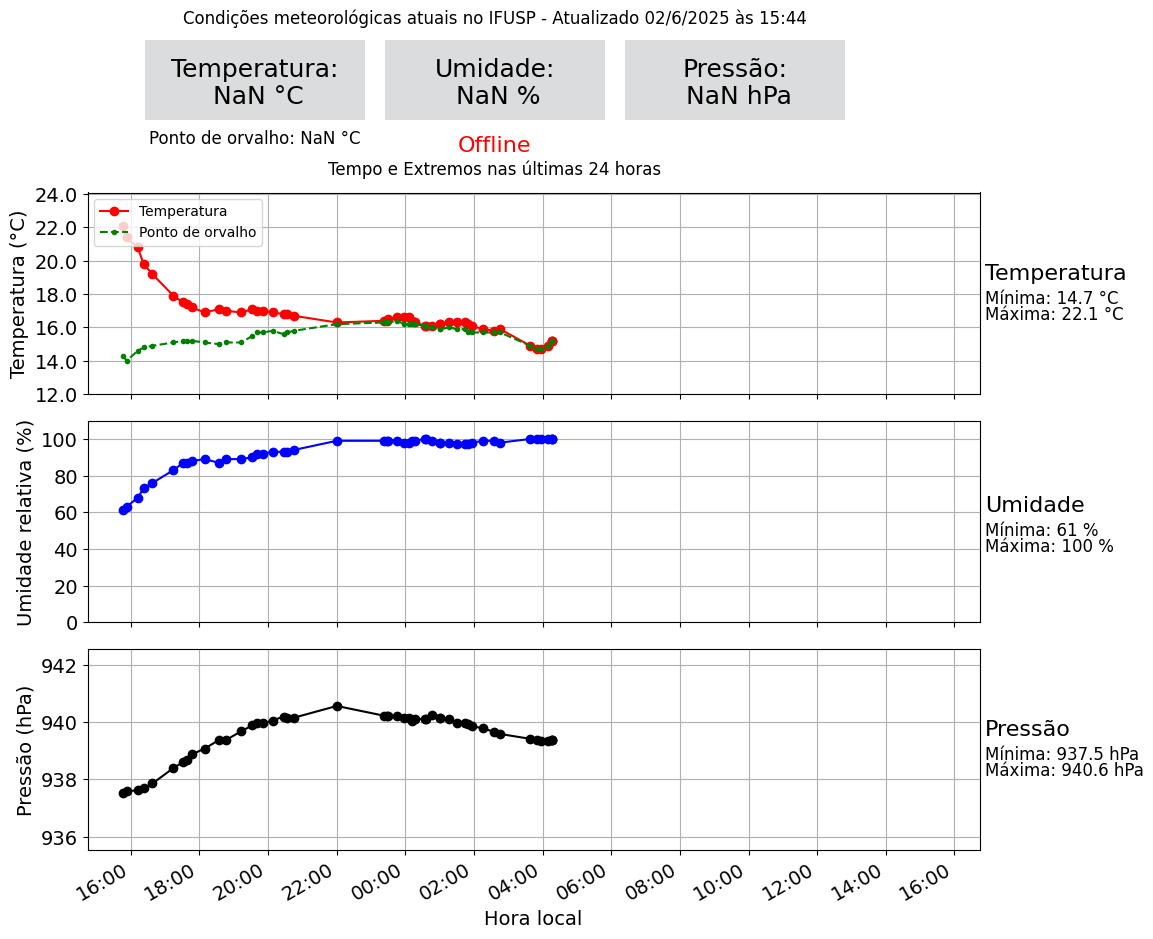 Condições meteorológicas atuais no IFUSP - Atualizado 02/6/2025 às 15:44
Temperatura:
NaN °C
Umidade:
NaN %
Pressão:
NaN hPa
Ponto de orvalho: NaN °C
Offline
Tempo e Extremos nas últimas 24 horas
Temperatura (°C)
24.0
22.0
20.0
18.0
16.0
14.0
12.0
Temperatura
Ponto de orvalho
Temperatura
Mínima: 14.7 °C
Máxima: 22.1 °C
Umidade relativa (%)
100
80
60
40
20
0
Umidade
Mínima: 61 %
Máxima: 100 %
Pressão (hPa)
942
940
938
936
Pressão
Mínima: 937.5 hPa
Máxima: 940.6 hPa
16:00 18:00 20:00 22:00 00:00 02:00 04:00 06:00 08:00 10:00 12:00 14:00 16:00
Hora local